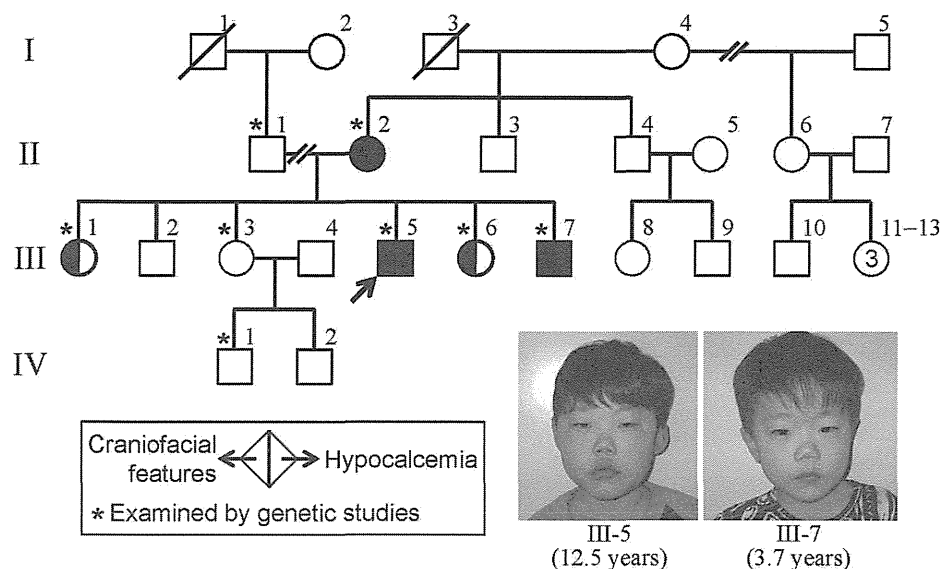 1 2 3 4 5
I
* 1 * 2 3 4 5 6 7
II
* 1 2 * 3 4 * 5 * 6 * 7 8 9 10 11–13
III
3
* 1 2
IV
Craniofacial features
Hypocalcemia
* Examined by genetic studies
III-5
(12.5 years)
III-7
(3.7 years)